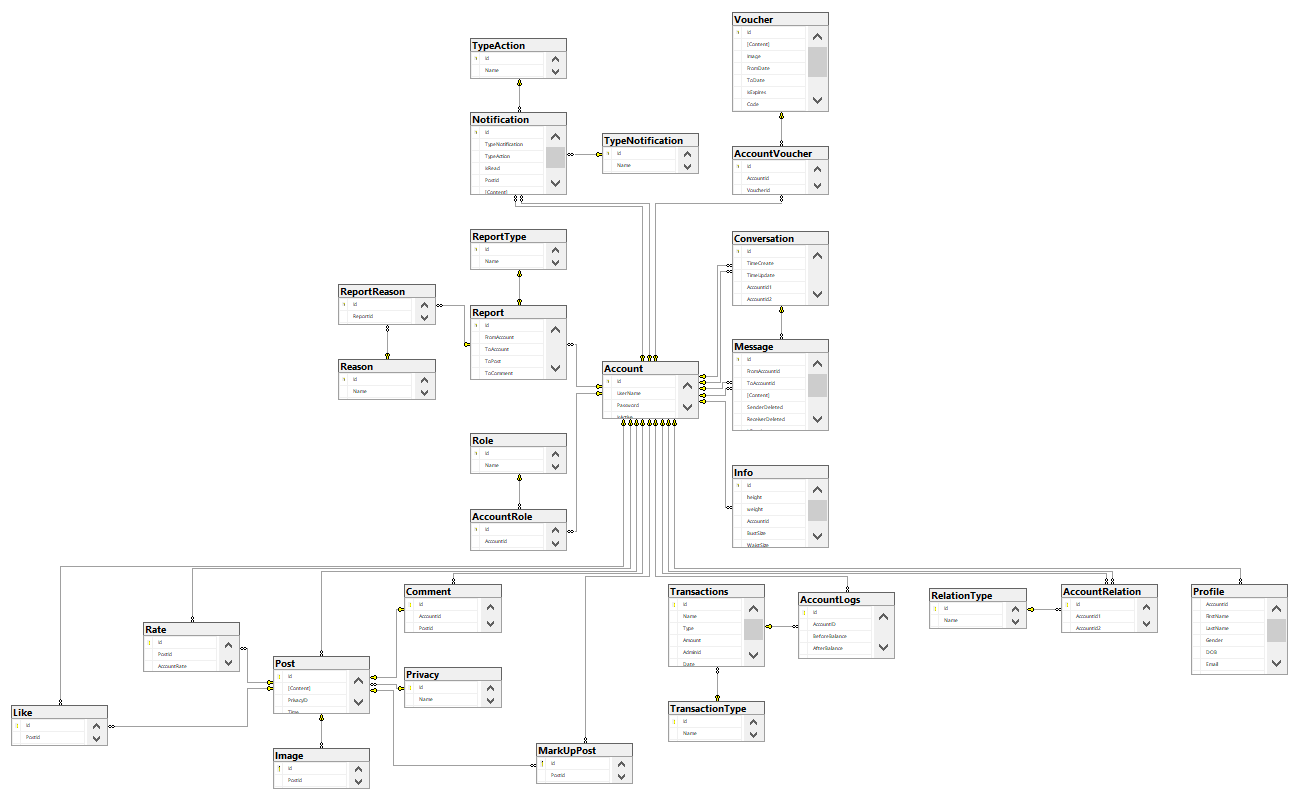 Voucher
id
[Content]
Image
FromDate
ToDate
isExpires
Code
TypeAction
id
Name
Notification
id
TypeNotification
TypeAction
isRead
PostId
[Content]
TypeNotification
id
Name
AccountVoucher
id
AccountId
VoucherId
ReportType
id
Name
Conversation
id
TimeCreate
TimeUpdate
AccountId1
AccountId2
ReportReason
id
ReportId
Report
id
FromAccount
ToAccount
ToPost
ToComment
Reason
id
Name
Account
id
UserName
Password
isActive
Message
id
FromAccountId
ToAccountId
[Content]
SenderDeleted
ReceiverDeleted
Role
id
Name
Info
id
height
weight
AccountId
BustSize
WaistSize
AccountRole
id
AccountId
Comment
id
AccountId
PostId
Transactions
id
Name
Type
Amount
AdminId
Date
AccountLogs
id
AccountID
BeforeBalance
AfterBalance
RelationType
id
Name
AccountRelation
id
AccountId1
AccountId2
Profile
AccountId
FirstName
LastName
Gender
DOB
Email
Rate
id
PostId
AccountRate
Post
id
[Content]
PrivacyID
Time
Privacy
id
Name
Like
id
PostId
TransactionType
id
Name
Image
id
PostId
MarkUpPost
id
PostId